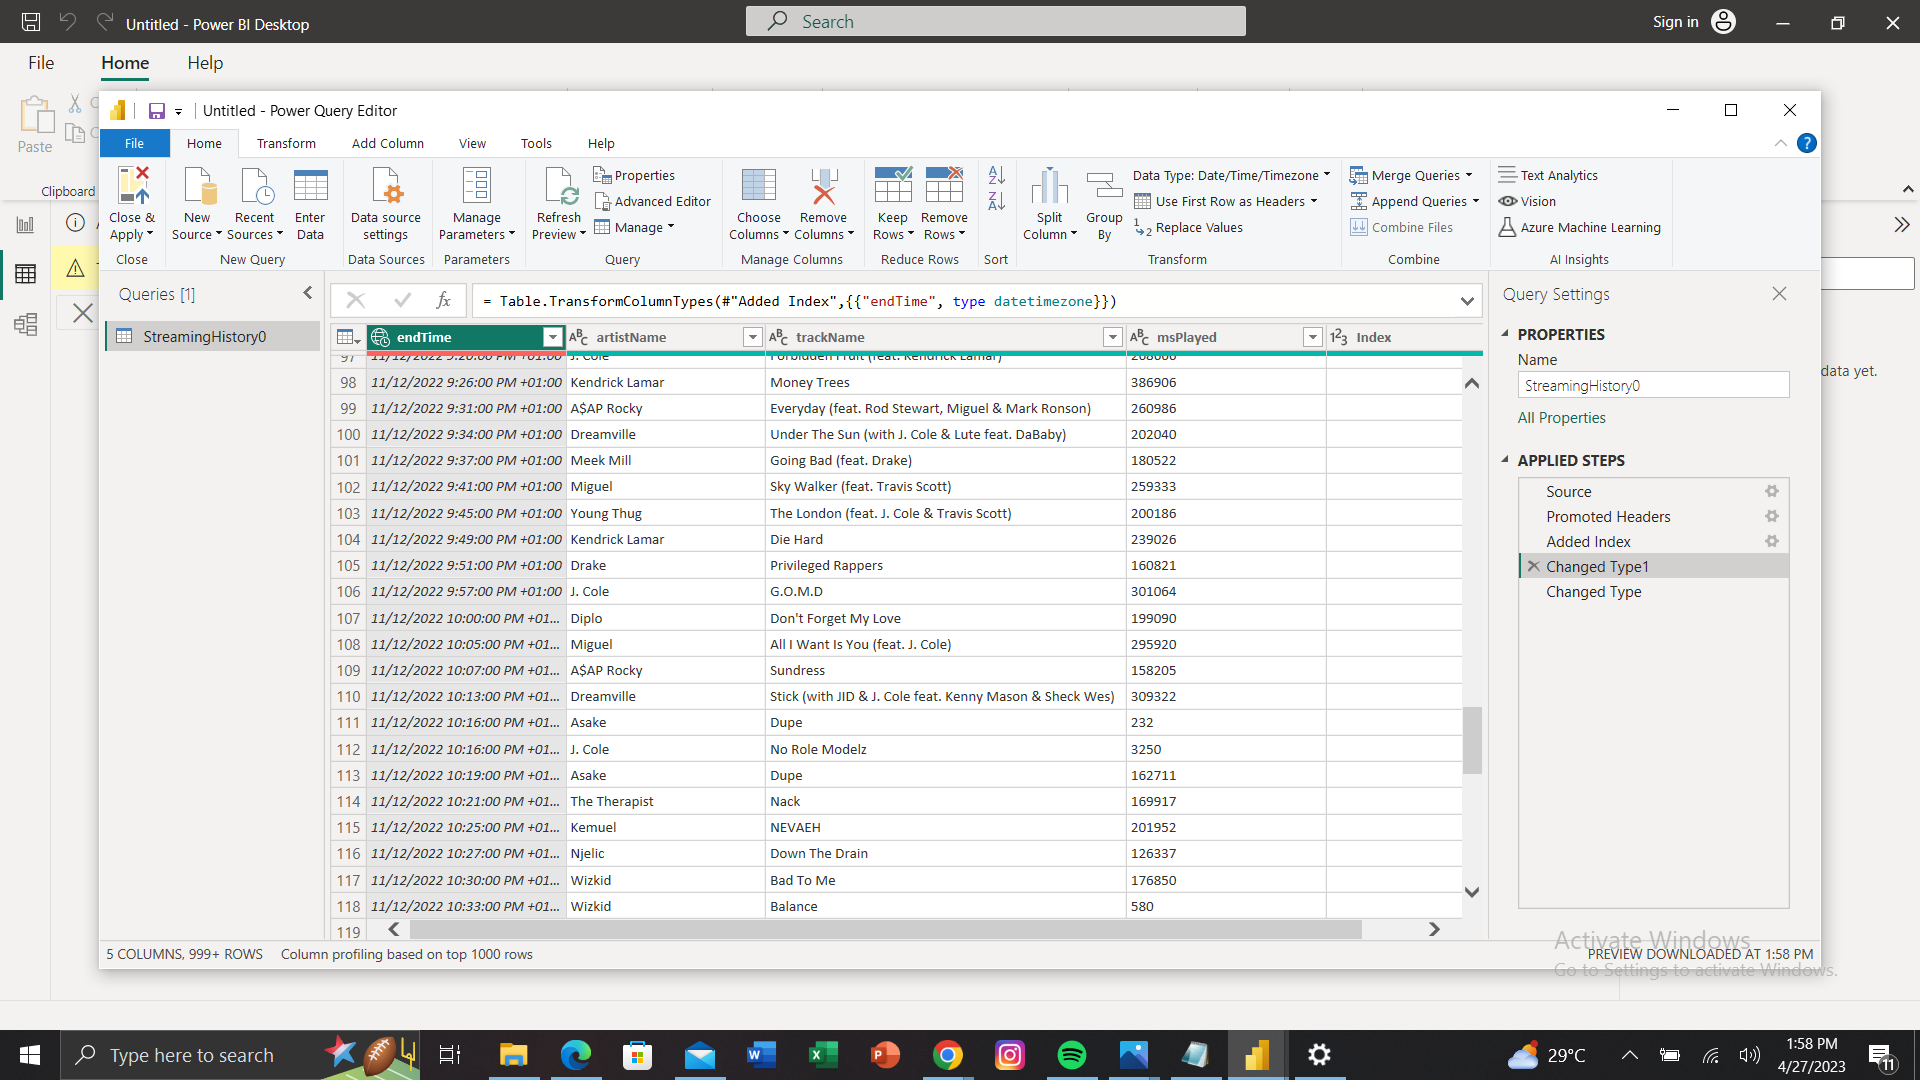 Untitled - Power BI Desktop
Search
Sign in
File
Home
Help
Paste
Clipboard
Untitled - Power Query Editor
File
Home
Transform
Add Column
View
Tools
Help
Close &
Apply
Close
New
Source
Recent
Sources
Enter
Data
New Query
Data source
settings
Data Sources
Manage
Parameters
Parameters
Refresh
Preview
Properties
Advanced Editor
Manage
Query
Choose
Columns
Remove
Columns
Manage Columns
Keep
Rows
Remove
Rows
Reduce Rows
Sort
Split
Column
Group
By
Data Type: Date/Time/Timezone
Use First Row as Headers
Replace Values
Transform
Merge Queries
Append Queries
Combine Files
Combine
Text Analytics
Vision
Azure Machine Learning
AI Insights
Queries [1]
StreamingHistory0
= Table.TransformColumnTypes(#"Added Index",{{"endTime", type datetimezone}})
endTime artistName trackName msPlayed Index
97 11/12/2022 9:20:00 PM +01:00 J. Cole Forbidden Fruit (feat. Kendrick Lamar)
98 11/12/2022 9:26:00 PM +01:00 Kendrick Lamar Money Trees 386906
99 11/12/2022 9:31:00 PM +01:00 A$AP Rocky Everyday (feat. Rod Stewart, Miguel & Mark Ronson) 260986
100 11/12/2022 9:34:00 PM +01:00 Dreamville Under The Sun (with J. Cole & Lute feat. DaBaby) 202040
101 11/12/2022 9:37:00 PM +01:00 Meek Mill Going Bad (feat. Drake) 180522
102 11/12/2022 9:41:00 PM +01:00 Miguel Sky Walker (feat. Travis Scott) 259333
103 11/12/2022 9:45:00 PM +01:00 Young Thug The London (feat. J. Cole & Travis Scott) 200186
104 11/12/2022 9:49:00 PM +01:00 Kendrick Lamar Die Hard 239026
105 11/12/2022 9:51:00 PM +01:00 Drake Privileged Rappers 160821
106 11/12/2022 9:57:00 PM +01:00 J. Cole G.O.M.D 301064
107 11/12/2022 10:00:00 PM +01... Diplo Don't Forget My Love 199090
108 11/12/2022 10:05:00 PM +01... Miguel All I Want Is You (feat. J. Cole) 295920
109 11/12/2022 10:07:00 PM +01... A$AP Rocky Sundress 158205
110 11/12/2022 10:13:00 PM +01... Dreamville Stick (with JID & J. Cole feat. Kenny Mason & Sheck Wes) 309322
111 11/12/2022 10:16:00 PM +01... Asake Dupe 232
112 11/12/2022 10:16:00 PM +01... J. Cole No Role Modelz 3250
113 11/12/2022 10:19:00 PM +01... Asake Dupe 162711
114 11/12/2022 10:21:00 PM +01... The Therapist Nack 169917
115 11/12/2022 10:25:00 PM +01... Kemuel NEVAEH 201952
116 11/12/2022 10:27:00 PM +01... Njelic Down The Drain 126337
117 11/12/2022 10:30:00 PM +01... Wizkid Bad To Me 176850
118 11/12/2022 10:33:00 PM +01... Wizkid Balance 580
119
Query Settings
PROPERTIES
Name
StreamingHistory0
All Properties
APPLIED STEPS
Source
Promoted Headers
Added Index
Changed Type1
Changed Type
data yet.
5 COLUMNS, 999+ ROWS
Column profiling based on top 1000 rows
Activate Windows
PREVIEW DOWNLOADED AT 1:58 PM
Go to Settings to activate Windows.
Type here to search
29°C
1:58 PM
4/27/2023
11